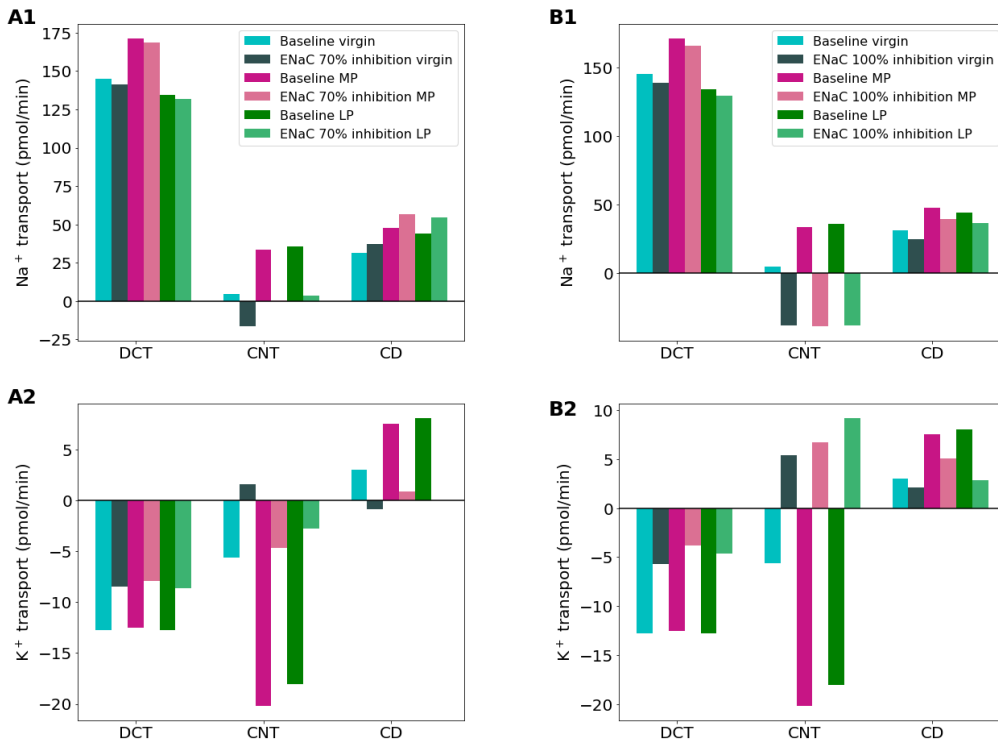 A1
Na+ transport (pmol/min)
175
150
125
100
75
50
25
0
−25
Baseline virgin
ENaC 70% inhibition virgin
Baseline MP
ENaC 70% inhibition MP
Baseline LP
ENaC 70% inhibition LP
DCT CNT CD
B1
Na+ transport (pmol/min)
150
100
50
0
Baseline virgin
ENaC 100% inhibition virgin
Baseline MP
ENaC 100% inhibition MP
Baseline LP
ENaC 100% inhibition LP
DCT CNT CD
A2
K+ transport (pmol/min)
5
0
−5
−10
−15
−20
DCT CNT CD
B2
K+ transport (pmol/min)
10
5
0
−5
−10
−15
−20
DCT CNT CD